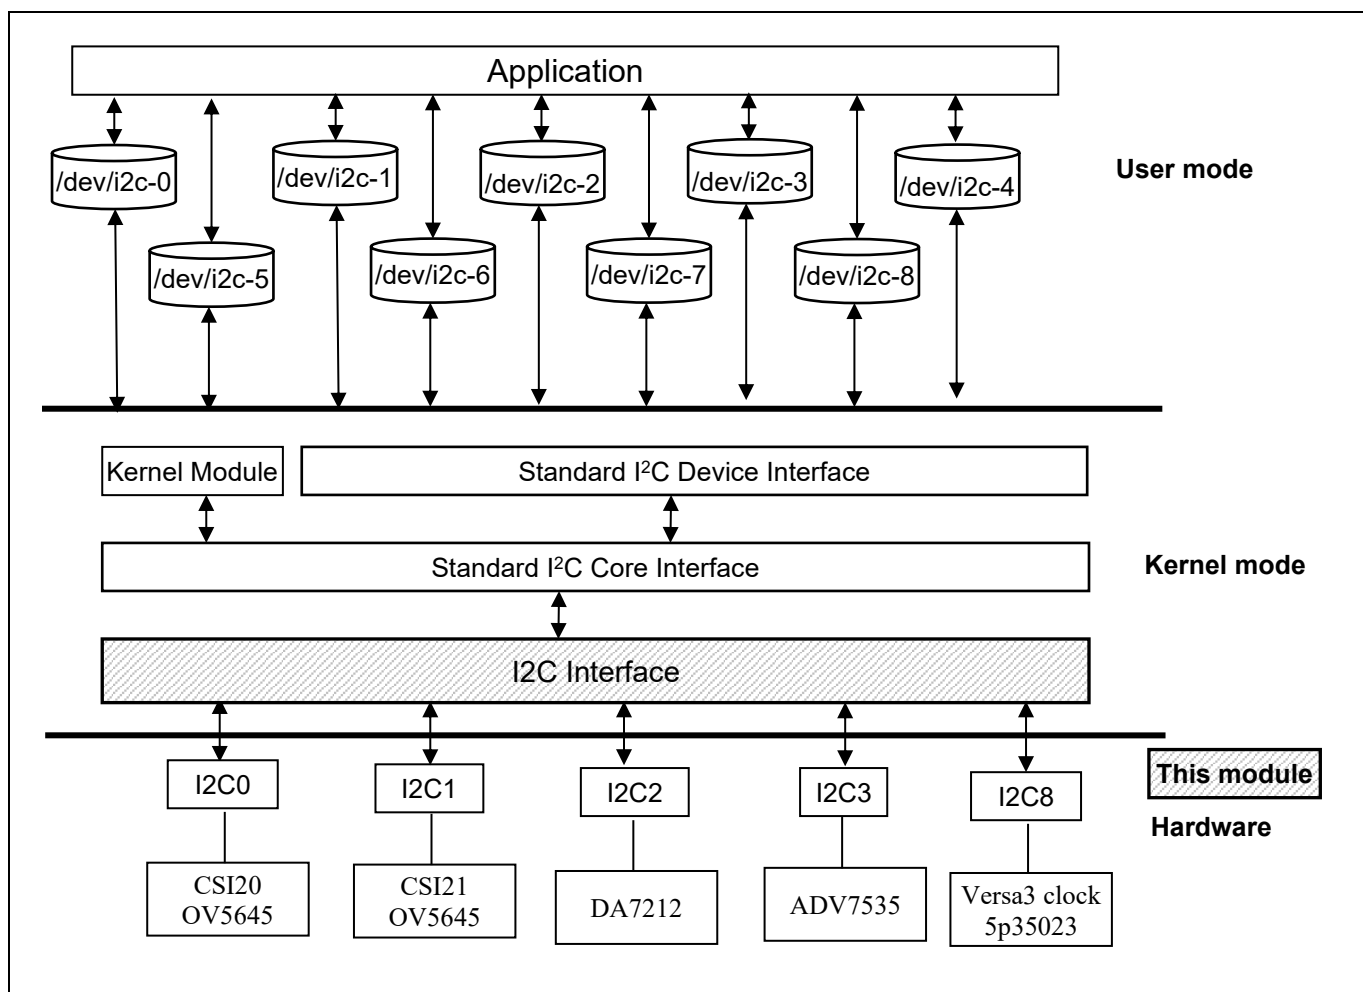 Application
/dev/i2c-0
/dev/i2c-1
/dev/i2c-2
/dev/i2c-3
/dev/i2c-4
User mode
/dev/i2c-5
/dev/i2c-6
/dev/i2c-7
/dev/i2c-8
Kernel Module
Standard I²C Device Interface
Standard I²C Core Interface
Kernel mode
I2C Interface
I2C0
I2C1
I2C2
I2C3
I2C8
This module
Hardware
CSI20
OV5645
CSI21
OV5645
DA7212
ADV7535
Versa3 clock
5p35023